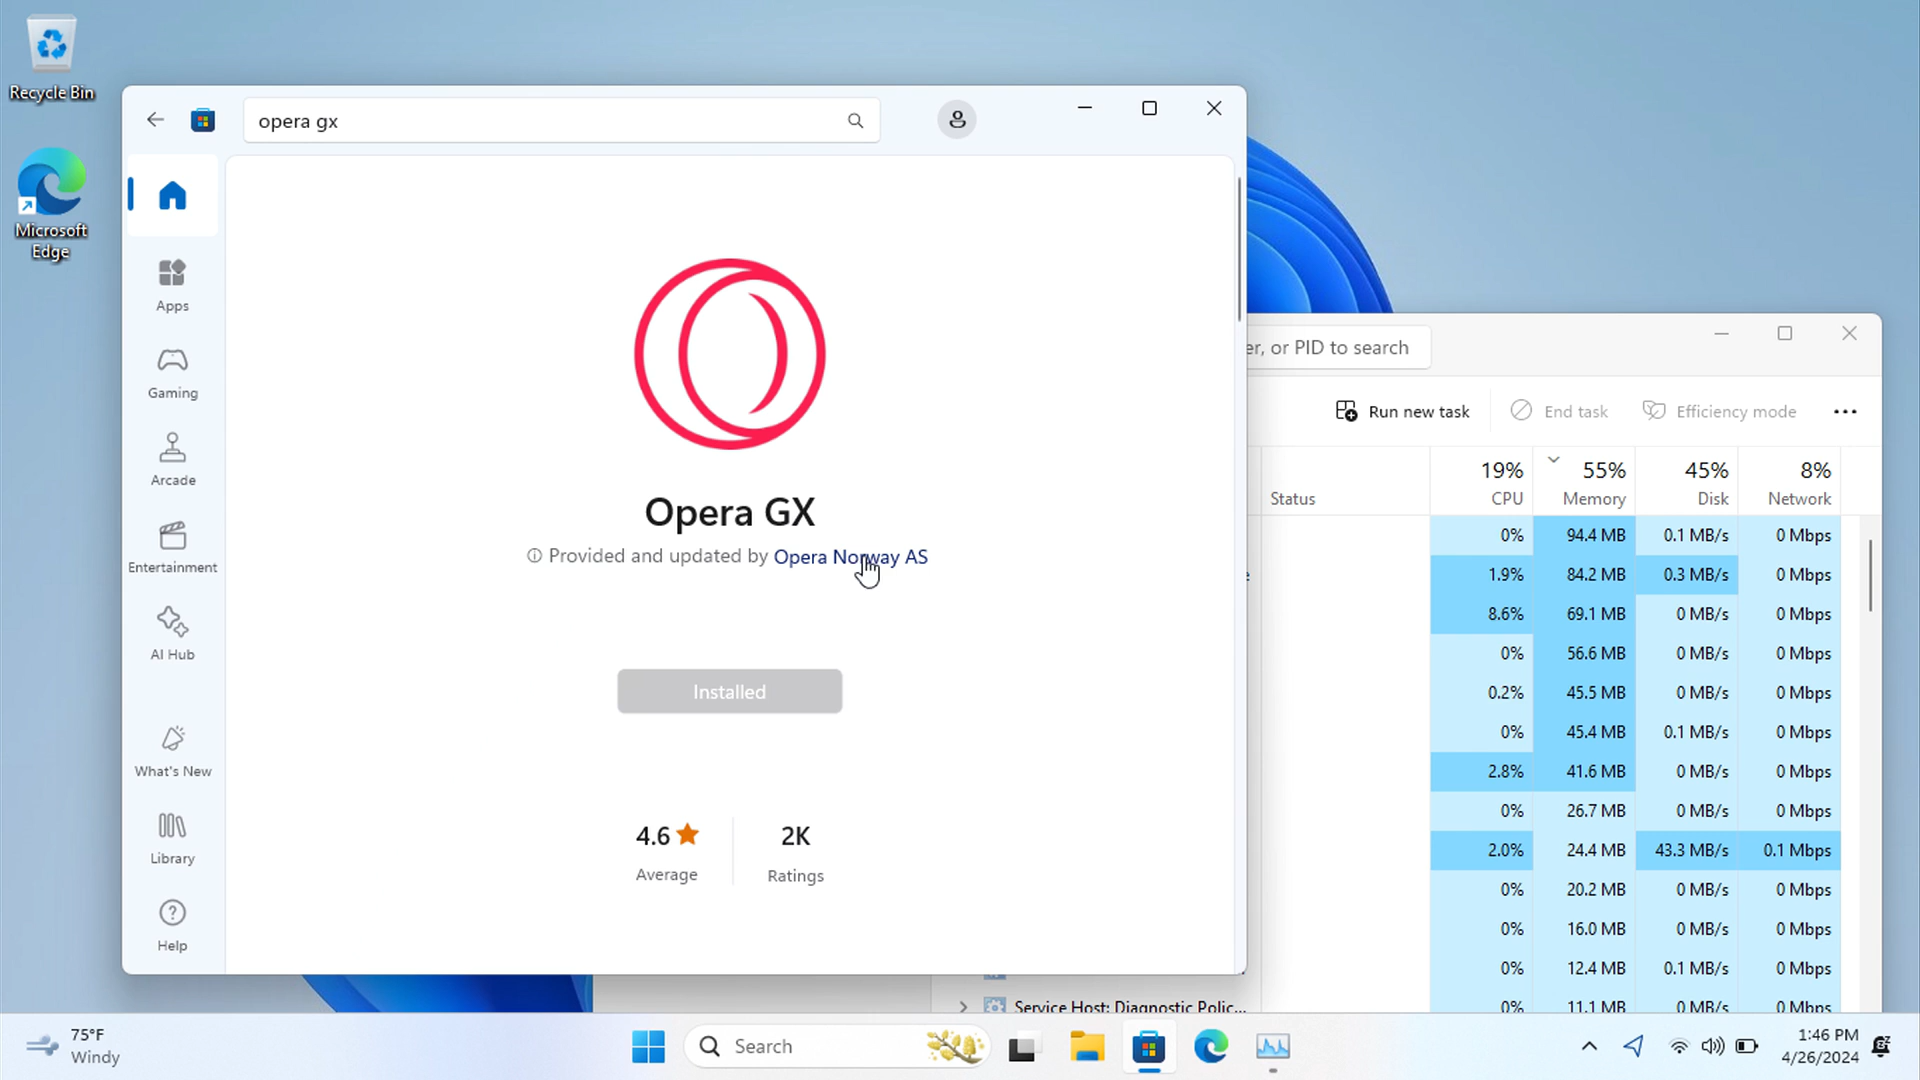 Recycle Bin
Microsoft
Edge
opera gx
Apps
Gaming
Arcade
Entertainment
AI Hub
What's New
Library
Help
Opera GX
Provided and updated by Opera Norway AS
Installed
4.6
Average
2K
Ratings
er, or PID to search
Run new task
End task
Efficiency mode
Status
19% 55% 45% 8%
CPU Memory Disk Network
0% 94.4 MB 0.1 MB/s 0 Mbps
e 1.9% 84.2 MB 0.3 MB/s 0 Mbps
8.6% 69.1 MB 0 MB/s 0 Mbps
0% 56.6 MB 0 MB/s 0 Mbps
0.2% 45.5 MB 0 MB/s 0 Mbps
0% 45.4 MB 0.1 MB/s 0 Mbps
2.8% 41.6 MB 0 MB/s 0 Mbps
0% 26.7 MB 0 MB/s 0 Mbps
2.0% 24.4 MB 43.3 MB/s 0.1 Mbps
0% 20.2 MB 0 MB/s 0 Mbps
0% 16.0 MB 0 MB/s 0 Mbps
0% 12.4 MB 0.1 MB/s 0 Mbps
Service Host: Diagnostic Polic... 0% 11.1 MB 0 MB/s 0 Mbps
75°F
Windy
Search
1:46 PM
4/26/2024